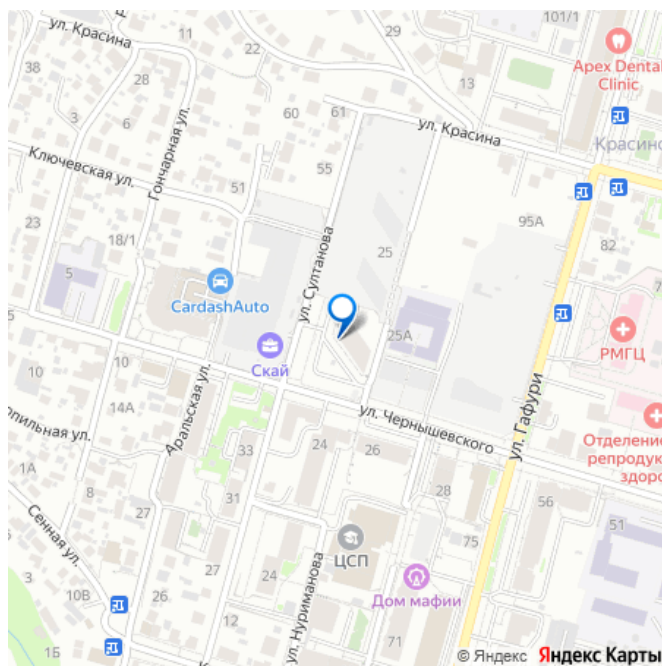 ул. Красина
11
29
101/1
Apex Dental
Clinic
38
28
24
13
3
6
60
61
ул. Красина
Красино
Гончарная ул.
Ключевская ул.
55
51
23
18/1
ул. Султанова
25
95А
82
5
CardashAuto
25А
РМГЦ
Скай
10
10
14А
Аральская ул.
ул. Чернышевского
ул. Гафури
Отделение
репродук
здоро
33
24
26
1А
8
27
31
28
56
Сенная ул.
ЦСП
75
51
3
27
24
ул. Нуриманова
Дом мафии
10В
12
71
1Б
© Яндекс Яндекс Карты